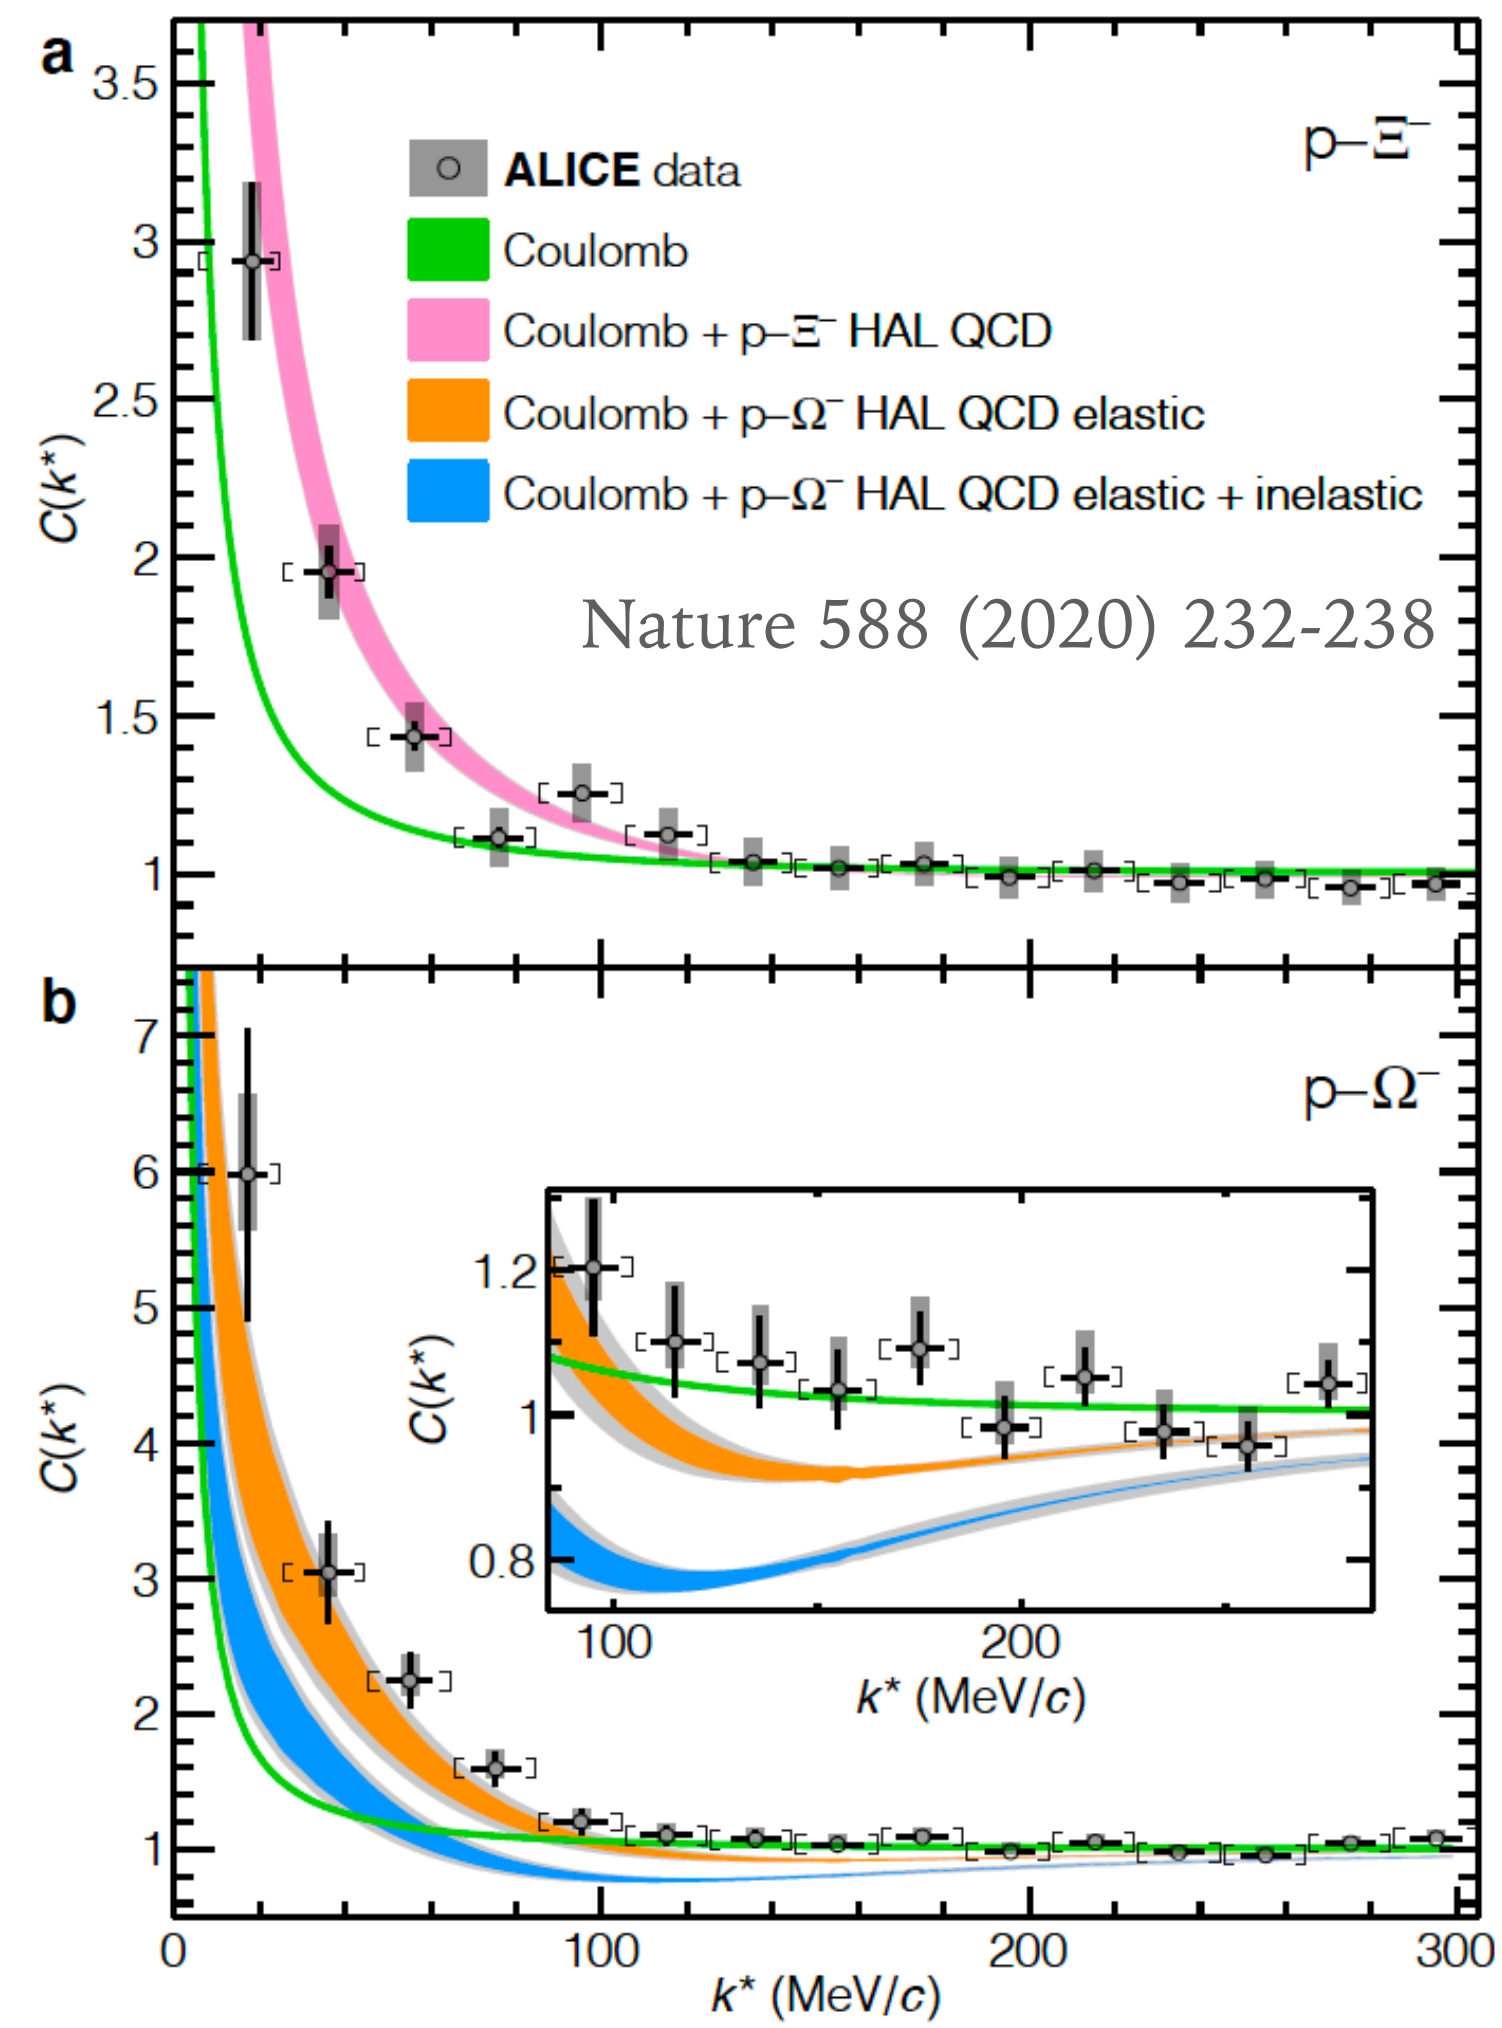 a
3.5
3
2.5
2
1.5
1
C(k*)
p–Ξ⁻
ALICE data
Coulomb
Coulomb + p–Ξ⁻ HAL QCD
Coulomb + p–Ω⁻ HAL QCD elastic
Coulomb + p–Ω⁻ HAL QCD elastic + inelastic
Nature 588 (2020) 232-238
b
7
6
5
4
3
2
1
C(k*)
p–Ω⁻
1.2
1
0.8
C(k*)
100 200
k* (MeV/c)
0 100 200 300
k* (MeV/c)